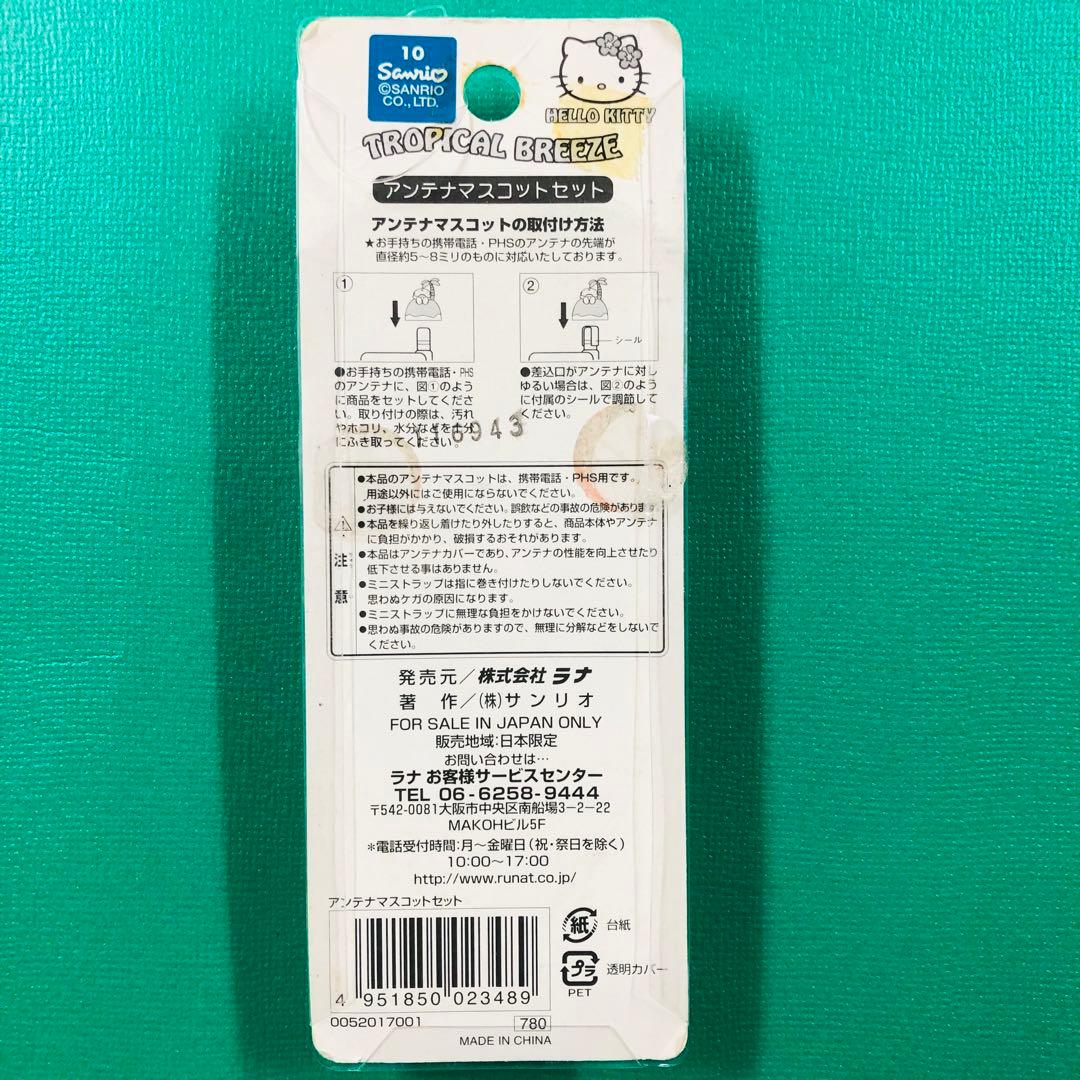 10
Sanrio
©SANRIO
CO., LTD.
HELLO KITTY
TROPICAL BREEZE
アンテナマスコットセット
アンテナマスコットの取付け方法
★お手持ちの携帯電話・PHSのアンテナの先端が
直径約5〜8ミリのものに対応いたしております。
①
●お手持ちの携帯電話・PHS
のアンテナに、図①のよう
に商品をセットしてくださ
い。取り付けの際は、汚れ
やホコリ、水分などを十分
にふき取ってください。
②
シール
●差込口がアンテナに対し
ゆるい場合は、図②のよう
に付属のシールで調節して
ください。
116943
注意
●本品のアンテナマスコットは、携帯電話・PHS用です。
用途以外にはご使用にならないでください。
●お子様には与えないでください。誤飲などの事故の危険があります。
●本品を繰り返し着けたり外したりすると、商品本体やアンテナ
に負担がかかり、破損するおそれがあります。
●本品はアンテナカバーであり、アンテナの性能を向上させたり
低下させる事はありません。
●ミニストラップは指に巻き付けたりしないでください。
思わぬケガの原因になります。
●ミニストラップに無理な負担をかけないでください。
●思わぬ事故の危険がありますので、無理に分解などをしないで
ください。
発売元／株式会社 ラナ
著 作／(株)サンリオ
FOR SALE IN JAPAN ONLY
販売地域:日本限定
お問い合わせは…
ラナ お客様サービスセンター
TEL 06-6258-9444
〒542-0081大阪市中央区南船場3-2-22
MAKOHビル5F
＊電話受付時間:月〜金曜日(祝・祭日を除く)
10:00〜17:00
http://www.runat.co.jp/
アンテナマスコットセット
4 951850 023489
0052017001
780
紙 台紙
プラ 透明カバー
PET
MADE IN CHINA